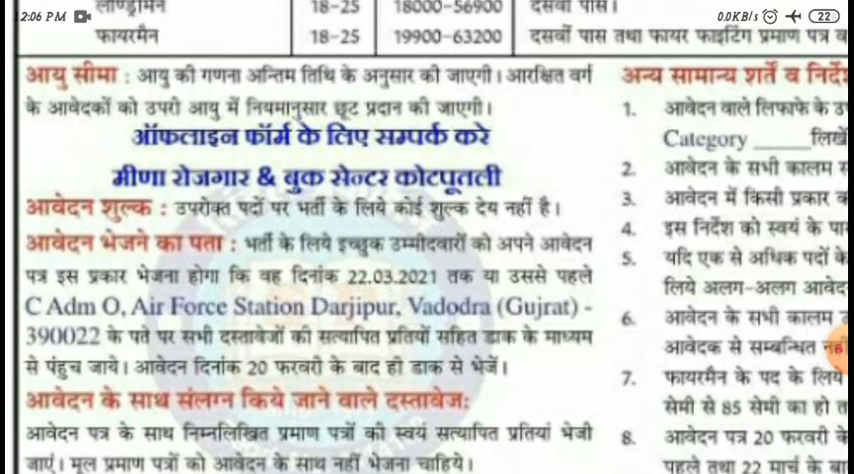 2:06 PM
0.0KB/s 22
लाण्ड्रीमैन 18-25 18000-56900 दसवीं पास।
फायरमैन 18-25 19900-63200 दसवीं पास तथा फायर फाइटिंग प्रमाण पत्र व
आयु सीमा : आयु की गणना अन्तिम तिथि के अनुसार की जाएगी। आरक्षित वर्ग
के आवेदकों को उपरी आयु में नियमानुसार छूट प्रदान की जाएगी।
ऑफलाइन फॉर्म के लिए सम्पर्क करे
मीणा रोजगार & बुक सेन्टर कोटपूतली
आवेदन शुल्क : उपरोक्त पदों पर भर्ती के लिये कोई शुल्क देय नहीं है।
आवेदन भेजने का पता : भर्ती के लिये इच्छुक उम्मीदवारों को अपने आवेदन
पत्र इस प्रकार भेजना होगा कि वह दिनांक 22.03.2021 तक या उससे पहले
C Adm O, Air Force Station Darjipur, Vadodra (Gujrat) -
390022 के पते पर सभी दस्तावेजों की सत्यापित प्रतियों सहित डाक के माध्यम
से पंहुच जाये। आवेदन दिनांक 20 फरवरी के बाद ही डाक से भेजें।
आवेदन के साथ संलग्न किये जाने वाले दस्तावेजः
आवेदन पत्र के साथ निम्नलिखित प्रमाण पत्रों की स्वयं सत्यापित प्रतियां भेजी
जाएं। मूल प्रमाण पत्रों को आवेदन के साथ नहीं भेजना चाहिये।
अन्य सामान्य शर्तें व निर्दे
1. आवेदन वाले लिफाफे के उ
Category _____ लिखें
2. आवेदन के सभी कालम स
3. आवेदन में किसी प्रकार क
4. इस निर्देश को स्वयं के पा
5. यदि एक से अधिक पदों के
लिये अलग-अलग आवेद
6. आवेदन के सभी कालम
आवेदक से सम्बन्धित नही
7. फायरमैन के पद के लिये
सेमी से 85 सेमी का हो त
8. आवेदन पत्र 20 फरवरी के
पहले तथा 22 मार्च के बा